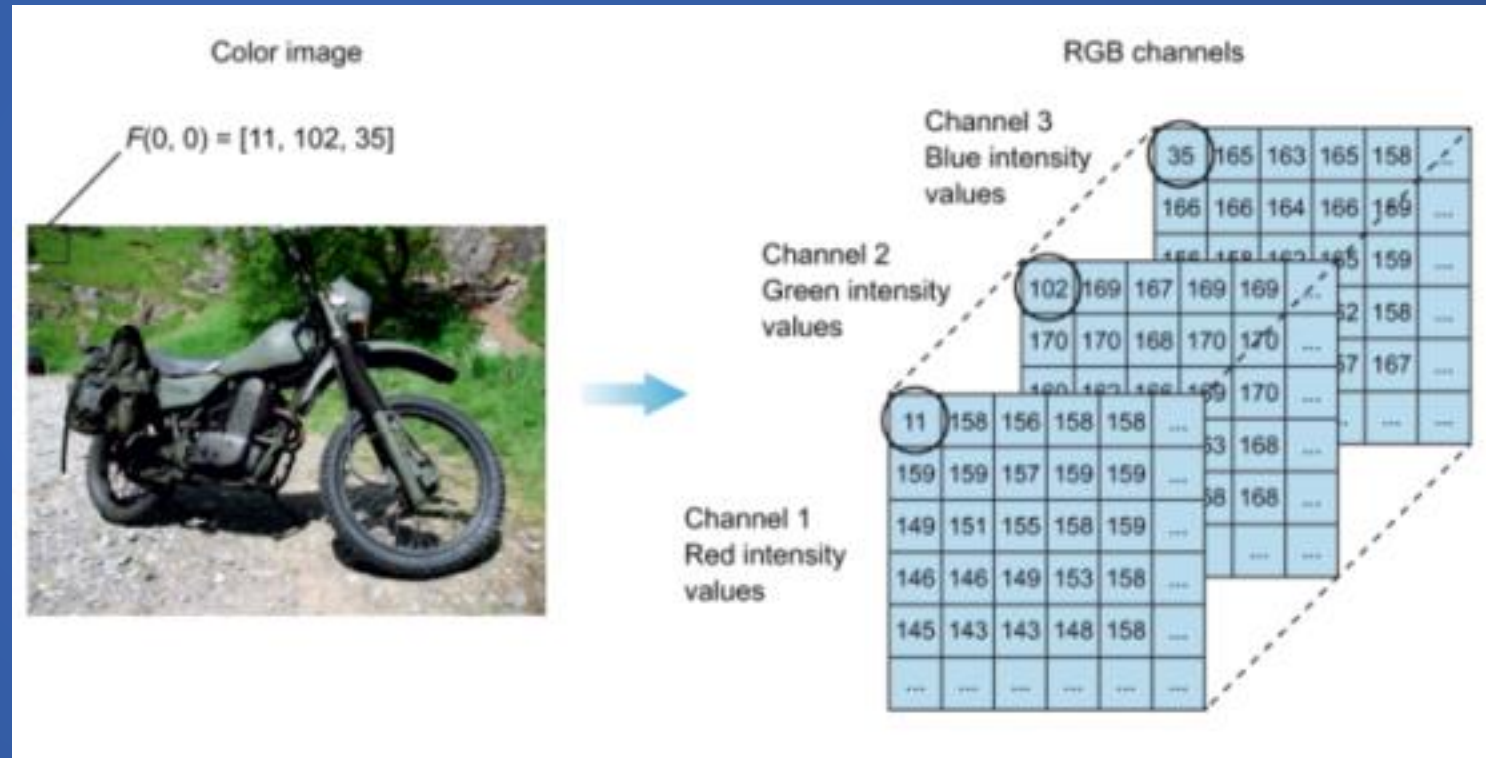 Color image
F(0, 0) = [11, 102, 35]
RGB channels
Channel 3
Blue intensity
values
35 165 163 165 158 ...
166 166 164 166 169 ...
165 159 ...
158 ...
167 ...
... ... ...
Channel 2
Green intensity
values
102 169 167 169 169 ...
170 170 168 170 170 ...
170 ...
168 ...
168 ...
... ...
Channel 1
Red intensity
values
11 158 156 158 158 ...
159 159 157 159 159 ...
149 151 155 158 159 ...
146 146 149 153 158 ...
145 143 143 148 158 ...
... ... ... ... ... ...